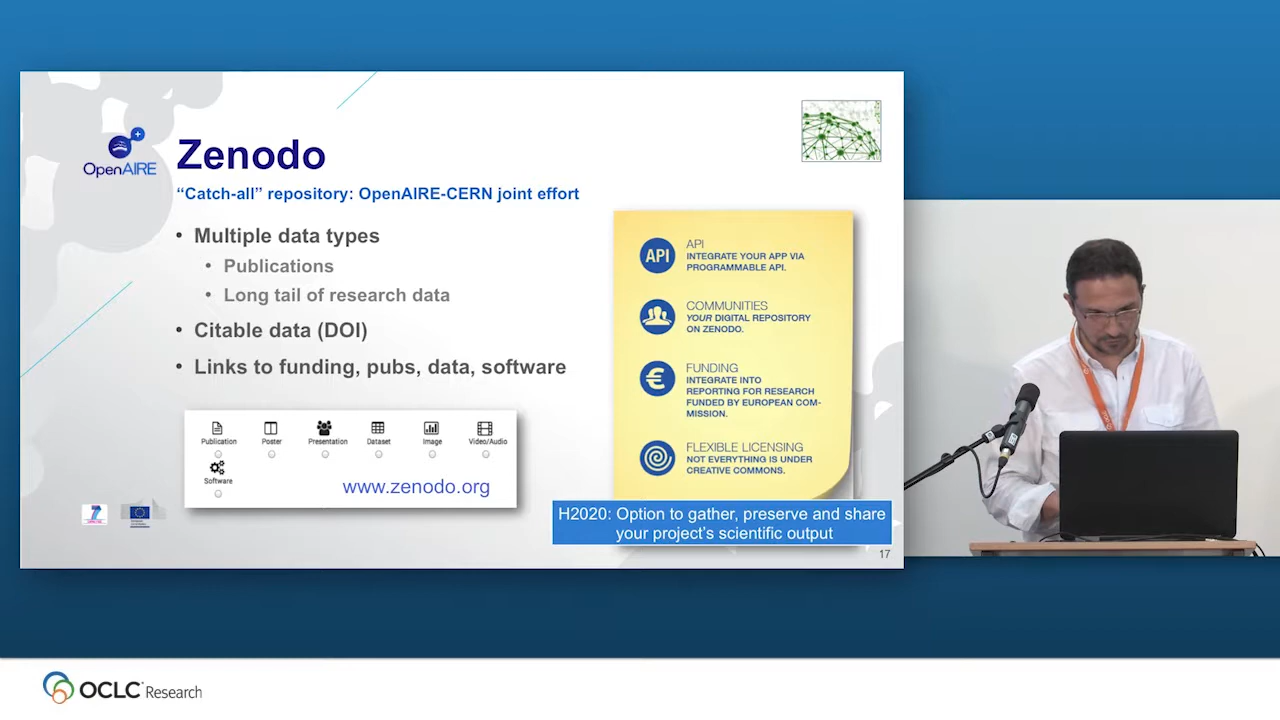 OpenAIRE
Zenodo
“Catch-all” repository: OpenAIRE-CERN joint effort
• Multiple data types
• Publications
• Long tail of research data
• Citable data (DOI)
• Links to funding, pubs, data, software
Publication Poster Presentation Dataset Image Video/Audio
Software
www.zenodo.org
API
API
INTEGRATE YOUR APP VIA
PROGRAMMABLE API.
COMMUNITIES
YOUR DIGITAL REPOSITORY
ON ZENODO.
FUNDING
INTEGRATE INTO
REPORTING FOR RESEARCH
FUNDED BY EUROPEAN COM-
MISSION.
FLEXIBLE LICENSING
NOT EVERYTHING IS UNDER
CREATIVE COMMONS.
H2020: Option to gather, preserve and share
your project’s scientific output
17
OCLC Research